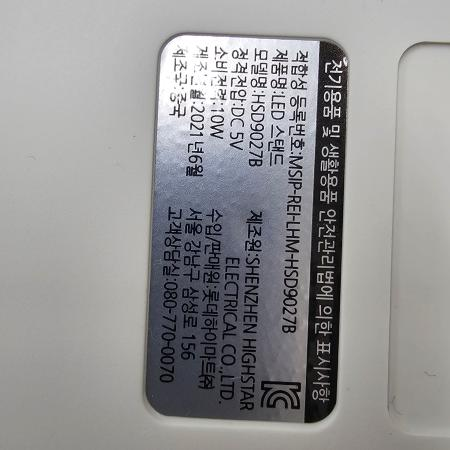 전기용품 및 생활용품 안전관리법에 의한 표시사항
적합성 등록번호:MSIP-REI-LHM-HSD9027B
제품명:LED 스탠드
모델명:HSD9027B
정격전압:DC 5V
소비전력:10W
제조년월:2021년6월
제조국:중국
제조원:SHENZHEN HIGHSTAR
ELECTRICAL CO.,LTD.
수입/판매원:롯데하이마트㈜
서울 강남구 삼성로 156
고객상담실:080-770-0070